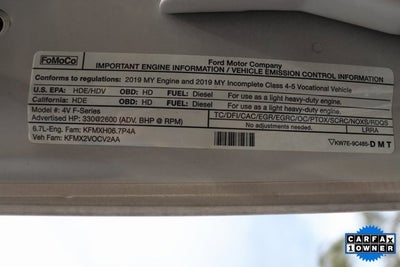 FoMoCo
Ford Motor Company
IMPORTANT ENGINE INFORMATION / VEHICLE EMISSION CONTROL INFORMATION
Conforms to regulations: 2019 MY Engine and 2019 MY Incomplete Class 4-5 Vocational Vehicle
U.S. EPA: HDE/HDV OBD: HD FUEL: Diesel For use as a light heavy-duty engine.
California: HDE OBD: HD FUEL: Diesel For use as a light heavy-duty engine.
Model #: 4V F-Series TC/DFI/CAC/EGR/EGRC/OC/PTOX/SCRC/NOXS/RDQS
Advertised HP: 330@2600 (ADV. BHP @ RPM) No adjustments needed.
6.7L-Eng. Fam: KFMXH06.7P4A LRRA
Veh Fam: KFMX2VOCV2AA
KW7E-9C485-DMT
CARFAX
1 OWNER